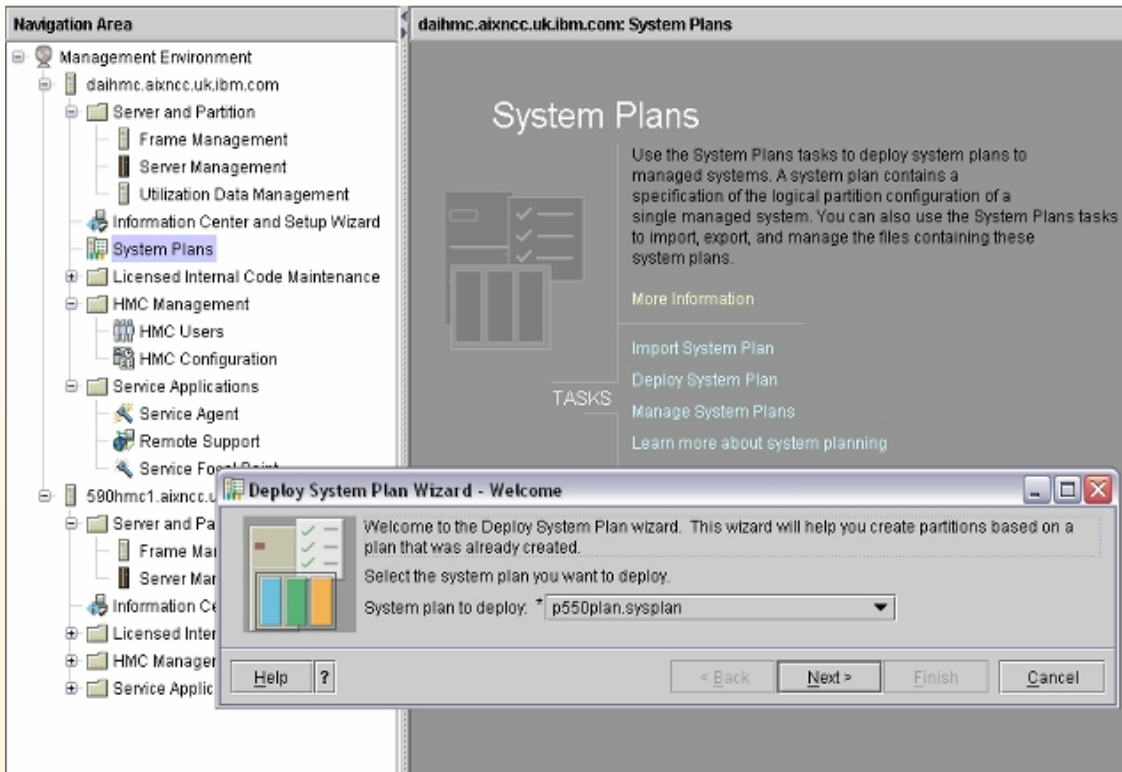 Navigation Area
Management Environment
daihmc.aixncc.uk.ibm.com
Server and Partition
Frame Management
Server Management
Utilization Data Management
Information Center and Setup Wizard
System Plans
Licensed Internal Code Maintenance
HMC Management
HMC Users
HMC Configuration
Service Applications
Service Agent
Remote Support
Service Focal Point
590hmc1.aixncc.u
Server and Pa
Frame Mar
Server Mar
Information Ce
Licensed Inter
HMC Manager
Service Applic
daihmc.aixncc.uk.ibm.com: System Plans
System Plans
Use the System Plans tasks to deploy system plans to
managed systems. A system plan contains a
specification of the logical partition configuration of a
single managed system. You can also use the System Plans tasks
to import, export, and manage the files containing these
system plans.
More Information
TASKS
Import System Plan
Deploy System Plan
Manage System Plans
Learn more about system planning
Deploy System Plan Wizard - Welcome
Welcome to the Deploy System Plan wizard. This wizard will help you create partitions based on a
plan that was already created.
Select the system plan you want to deploy.
System plan to deploy: * p550plan.sysplan
Help ? < Back Next > Finish Cancel